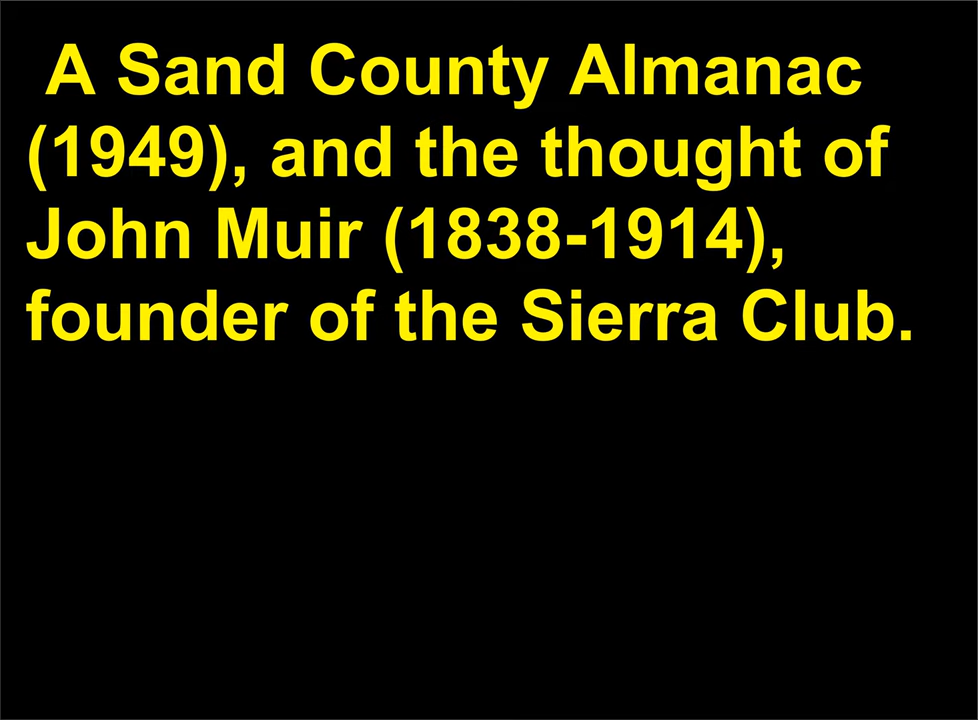 A Sand County Almanac
(1949), and the thought of
John Muir (1838-1914),
founder of the Sierra Club.